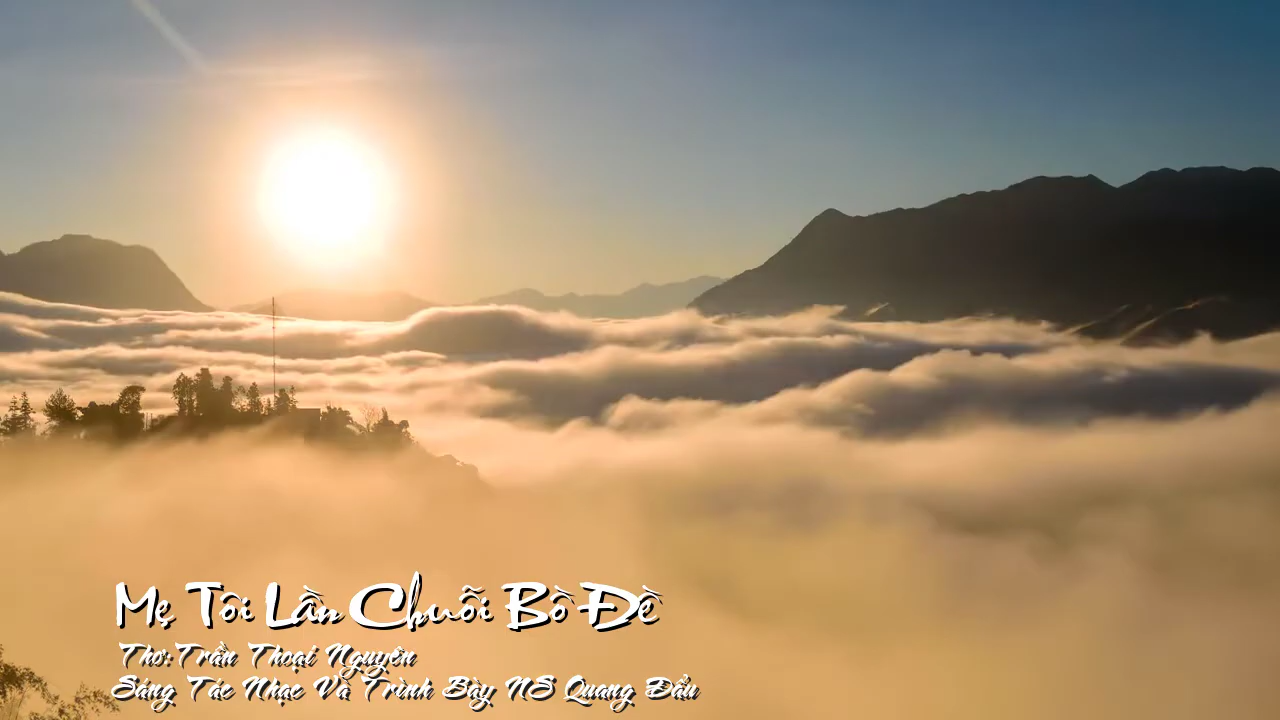 Mẹ Tôi Lần Chuỗi Bồ Đề
Thơ:Trần Thoại Nguyên
Sáng Tác Nhạc Và Trình Bày NS Quang Đẩu